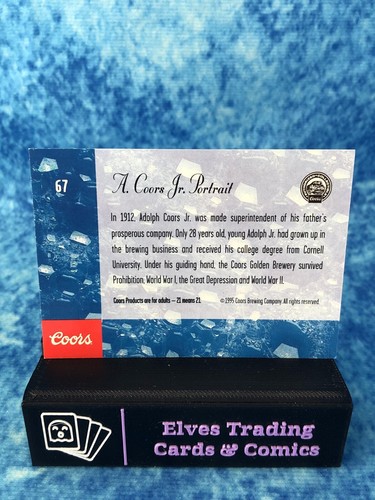 67
A. Coors Jr. Portrait
In 1912, Adolph Coors Jr. was made superintendent of his father's
prosperous company. Only 28 years old, young Adolph Jr. had grown up in
the brewing business and received his college degree from Cornell
University. Under his guiding hand, the Coors Golden Brewery survived
Prohibition, World War I, the Great Depression and World War II.
Coors Products are for adults – 21 means 21. ©1995 Coors Brewing Company. All rights reserved.
Coors
Coors
Elves Trading
Cards & Comics